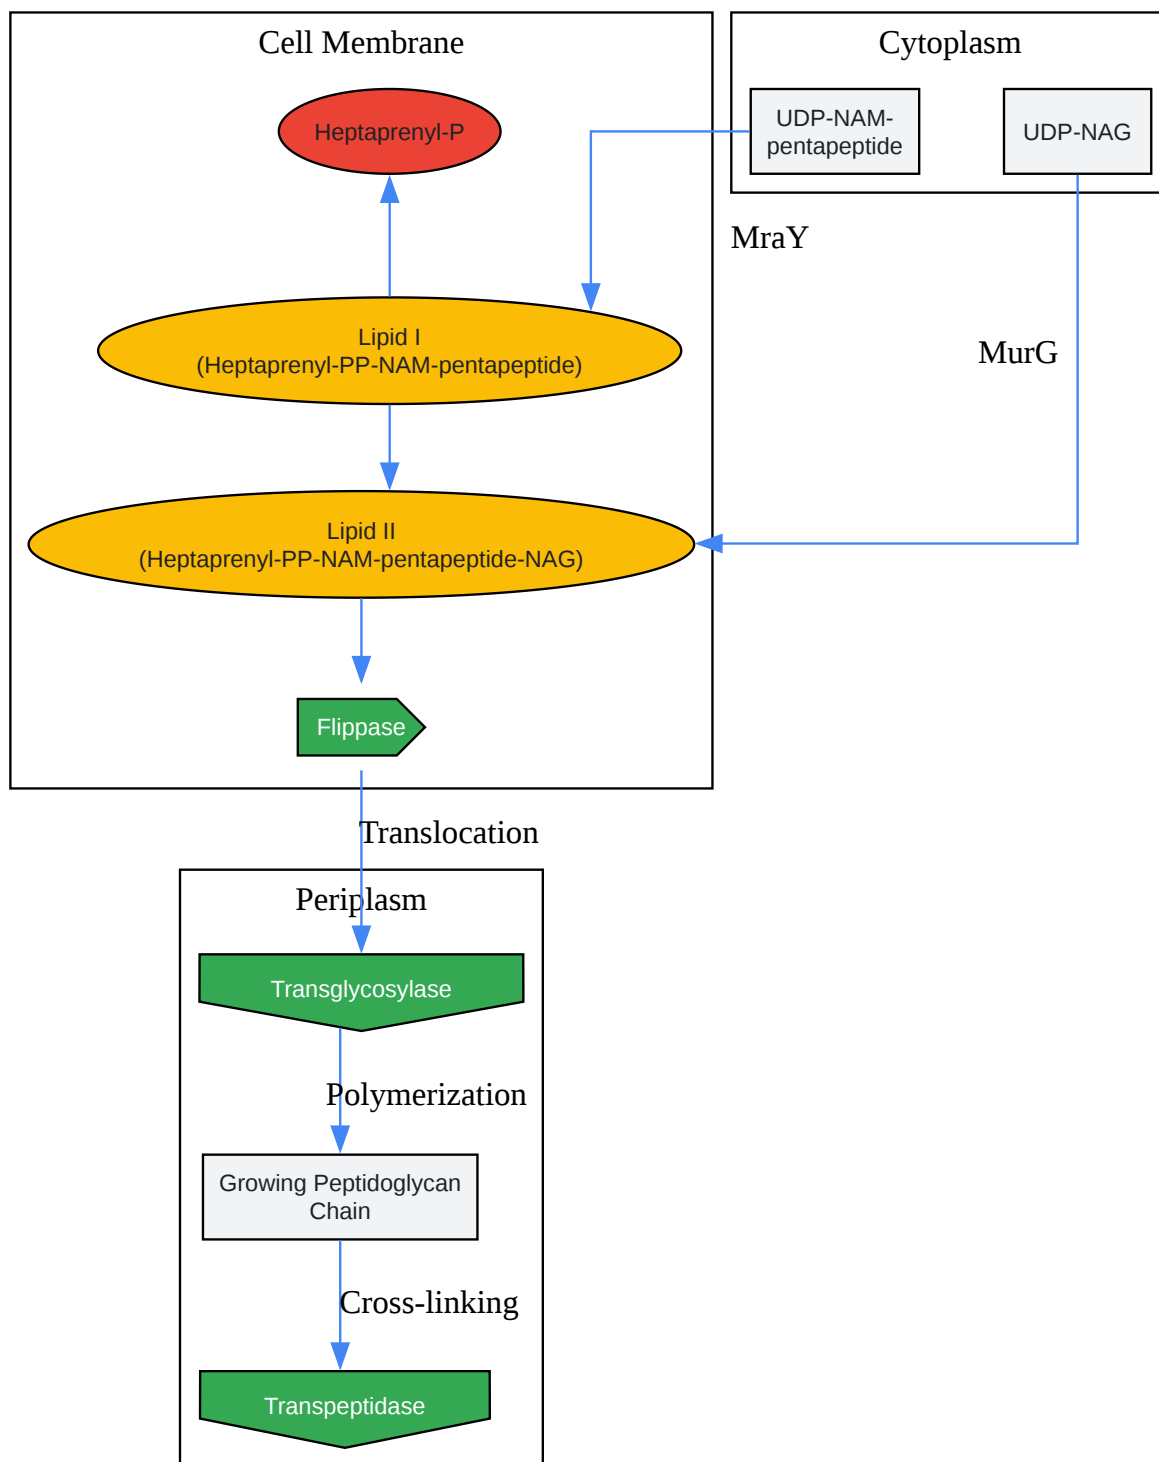 Cell Membrane
Cytoplasm
Heptaprenyl-P
UDP-NAM-
pentapeptide
UDP-NAG
MraY
Lipid I
(Heptaprenyl-PP-NAM-pentapeptide)
MurG
Lipid II
(Heptaprenyl-PP-NAM-pentapeptide-NAG)
Flippase
Translocation
Periplasm
Transglycosylase
Polymerization
Growing Peptidoglycan
Chain
Cross-linking
Transpeptidase